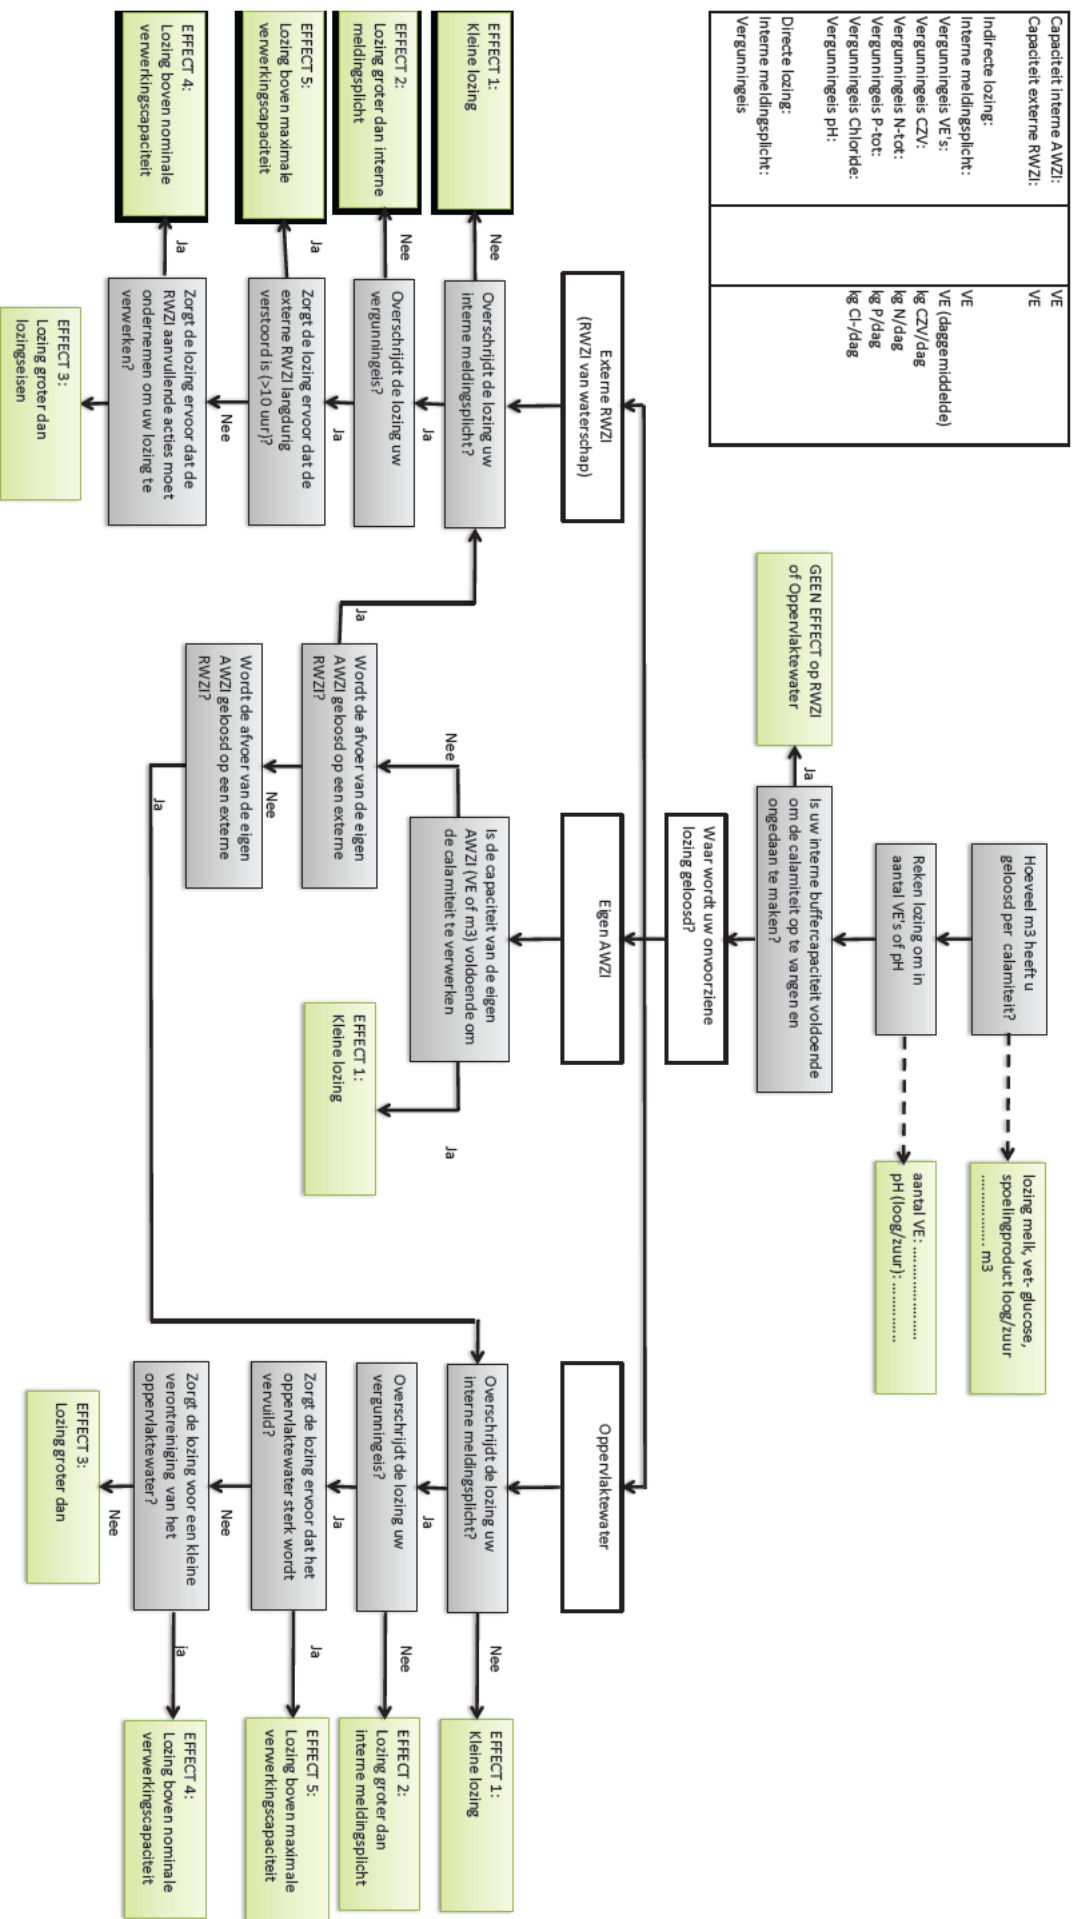 Capaciteit interne AWZI: VE
Capaciteit externe RWZI: VE
Indirecte lozing:
Interne meldingsplicht: VE
Vergunningeis VE's: VE (daggemiddelde)
Vergunningeis CZV: kg CZV/dag
Vergunningeis N-tot: kg N/dag
Vergunningeis P-tot: kg P/dag
Vergunningeis Chloride: kg Cl-/dag
Vergunningeis pH:
Directe lozing:
Interne meldingsplicht:
Vergunningeis
Hoeveel m3 heeft u
geloosd per calamiteit?
lozing melk, vet- glucose,
spoelingproduct loog/zuur
................ m3
Reken lozing om in
aantal VE's of pH
aantal VE: ......................
pH (loog/zuur): .............
Is uw interne buffercapaciteit voldoende
om de calamiteit op te vangen en
ongedaan te maken?
Ja
GEEN EFFECT op RWZI
of Oppervlaktewater
Waar wordt uw onvoorziene
lozing geloosd?
Externe RWZI
(RWZI van waterschap)
Eigen AWZI
Oppervlaktewater
Overschrijdt de lozing uw
interne meldingsplicht?
Nee
EFFECT 1:
Kleine lozing
Ja
Overschrijdt de lozing uw
vergunningeis?
Nee
EFFECT 2:
Lozing groter dan interne
meldingsplicht
Ja
Zorgt de lozing ervoor dat de
externe RWZI langdurig
verstoord is (>10 uur)?
Ja
EFFECT 5:
Lozing boven maximale
verwerkingscapaciteit
Nee
Zorgt de lozing ervoor dat de
RWZI aanvullende acties moet
ondernemen om uw lozing te
verwerken?
Ja
EFFECT 4:
Lozing boven nominale
verwerkingscapaciteit
EFFECT 3:
Lozing groter dan
lozingseisen
Is de capaciteit van de eigen
AWZI (VE of m3) voldoende om
de calamiteit te verwerken
Nee
Ja
EFFECT 1:
Kleine lozing
Wordt de afvoer van de eigen
AWZI geloosd op een externe
RWZI?
Ja
Nee
Wordt de afvoer van de eigen
AWZI geloosd op een externe
RWZI?
Ja
Overschrijdt de lozing uw
interne meldingsplicht?
Nee
EFFECT 1:
Kleine lozing
Ja
Overschrijdt de lozing uw
vergunningeis?
Nee
EFFECT 2:
Lozing groter dan
interne meldingsplicht
Ja
Zorgt de lozing ervoor dat het
oppervlaktewater sterk wordt
vervuild?
Ja
EFFECT 5:
Lozing boven maximale
verwerkingscapaciteit
Nee
Zorgt de lozing voor een kleine
verontreiniging van het
oppervlaktewater?
ja
EFFECT 4:
Lozing boven nominale
verwerkingscapaciteit
Nee
EFFECT 3:
Lozing groter dan